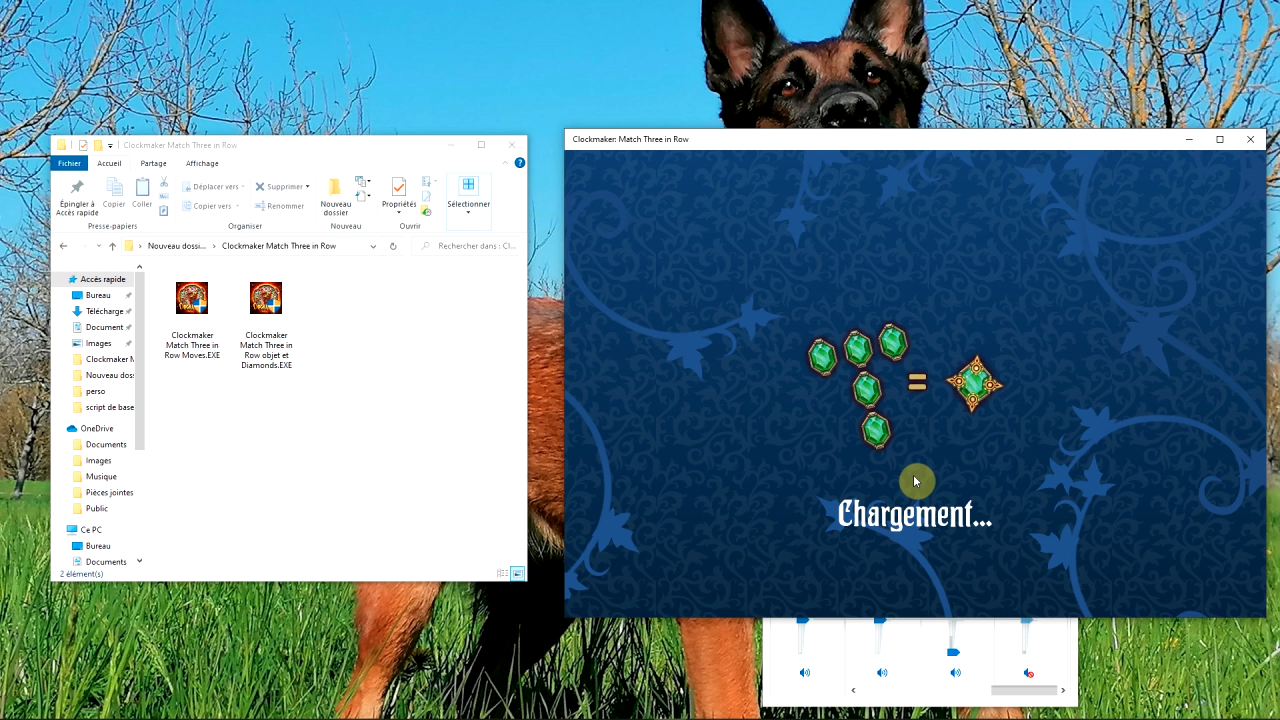 Clockmaker Match Three in Row
Fichier Accueil Partage Affichage
Épingler à
Accès rapide
Copier
Coller
Déplacer vers
Copier vers
Supprimer
Renommer
Nouveau
dossier
Propriétés
Sélectionner
Presse-papiers Organiser Nouveau Ouvrir
Nouveau dossi... > Clockmaker Match Three in Row
Rechercher dans : Cl...
Accès rapide
Bureau
Télécharge
Document
Images
Clockmaker M
Nouveau doss
perso
script de base
OneDrive
Documents
Images
Musique
Pièces jointes
Public
Ce PC
Bureau
Documents
2 élément(s)
Clockmaker
Match Three in
Row Moves.EXE
Clockmaker
Match Three in
Row objet et
Diamonds.EXE
Clockmaker: Match Three in Row
=
Chargement...